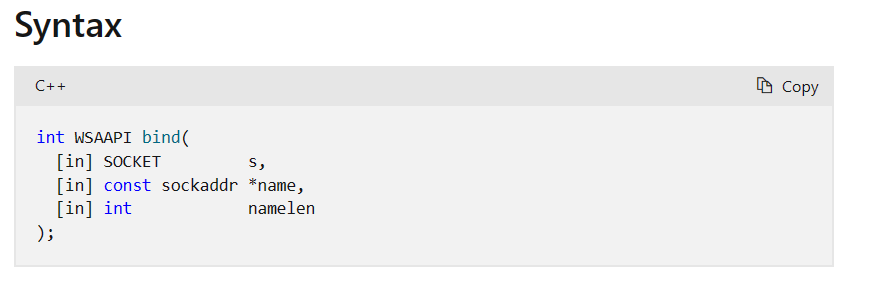 Syntax
C++ Copy
int WSAAPI bind(
  [in] SOCKET         s,
  [in] const sockaddr *name,
  [in] int            namelen
);